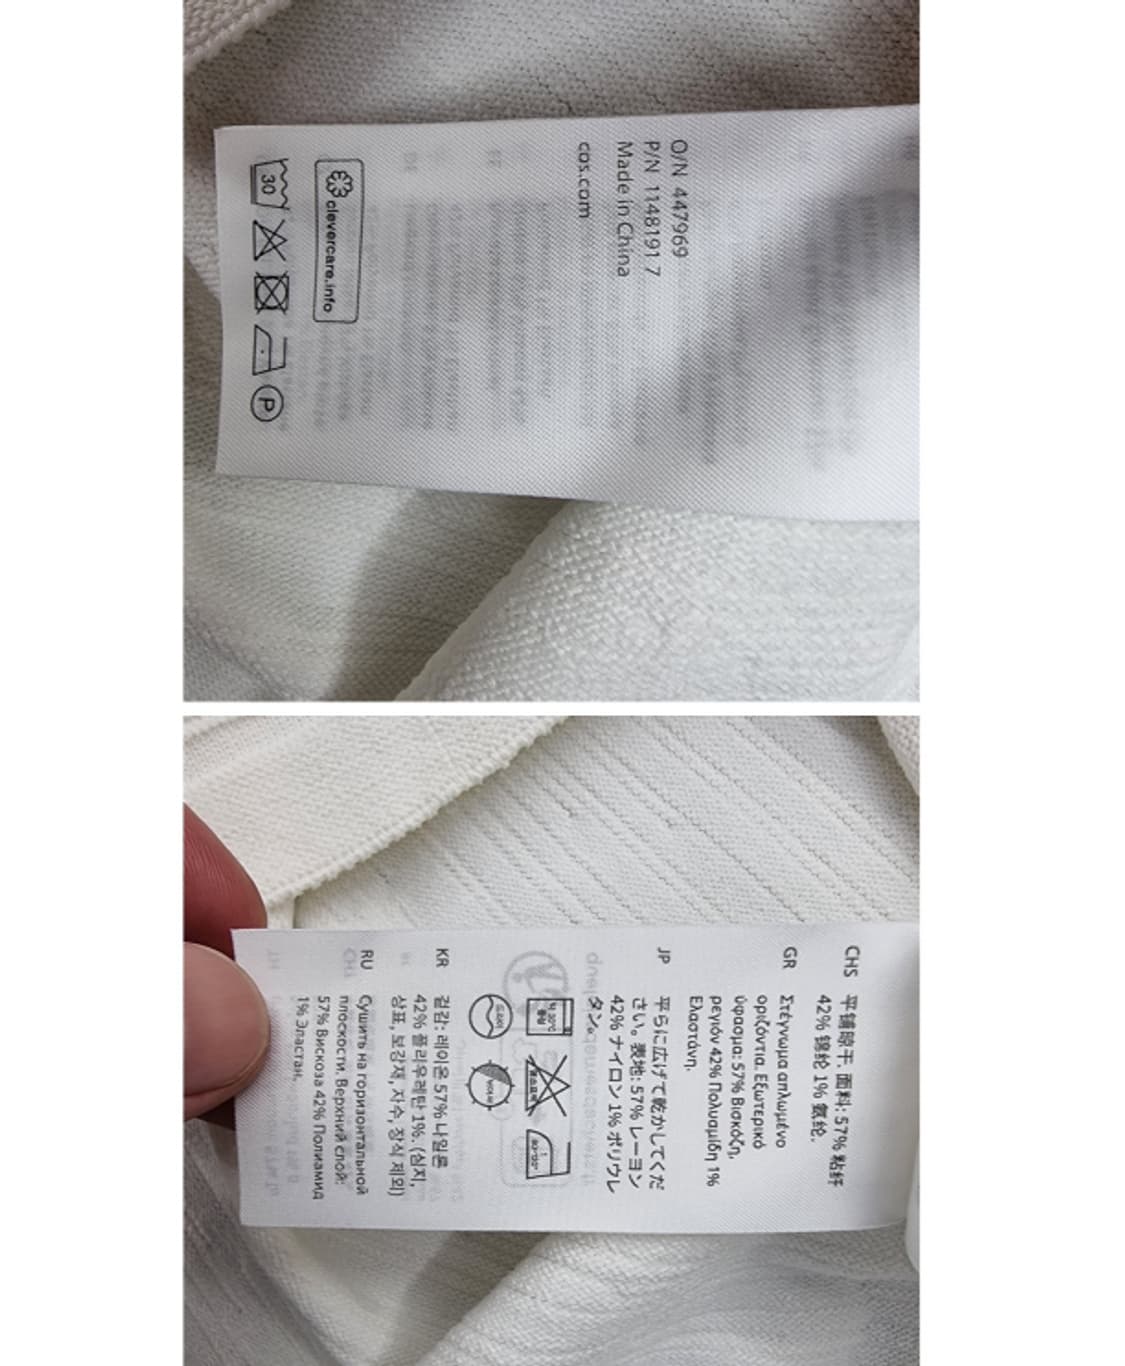 O/N 447969
P/N 1148191 7
Made in China
cos.com
clevercare.info
30
P
CHS 平铺晾干. 面料: 57% 粘纤
42% 锦纶 1% 氨纶.
GR Στέγνωμα απλωμένο
οριζόντια. Εξωτερικό
ύφασμα: 57% Βισκόζη,
ρεγιόν 42% Πολυαμίδη 1%
Ελαστάνη.
JP 平らに広げて乾かしてくだ
さい。表地: 57% レーヨン
42% ナイロン 1% ポリウレ
タン。
KR 겉감: 레이온 57% 나일론
42% 폴리우레탄 1%. (심지,
상표, 보강재, 자수, 장식 제외)
RU Сушить на горизонтальной
плоскости. Верхний слой:
57% Вискоза 42% Полиамид
1% Эластан.